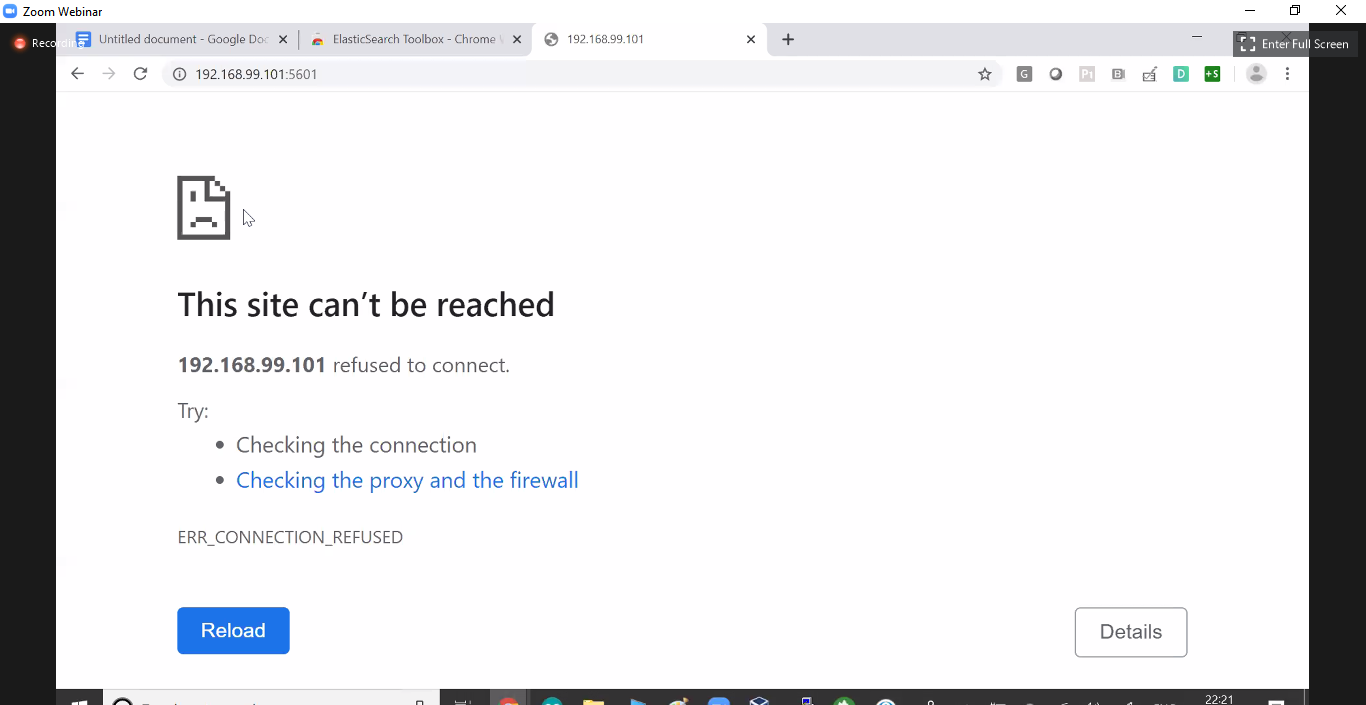 Zoom Webinar
Recording
Untitled document - Google Doc
ElasticSearch Toolbox - Chrome
192.168.99.101
Enter Full Screen
192.168.99.101:5601
G
P1
B
D
+S
This site can't be reached
192.168.99.101 refused to connect.
Try:
Checking the connection
Checking the proxy and the firewall
ERR_CONNECTION_REFUSED
Reload
Details
22:21